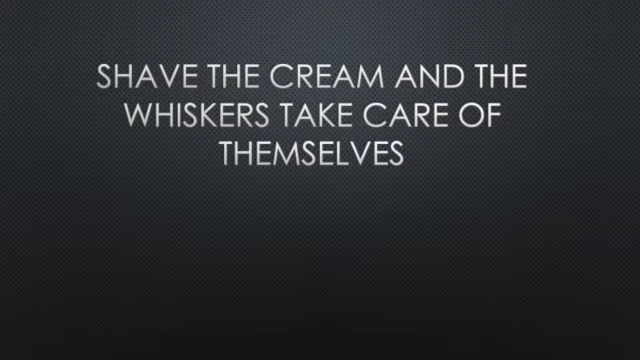 SHAVE THE CREAM AND THE
WHISKERS TAKE CARE OF
THEMSELVES